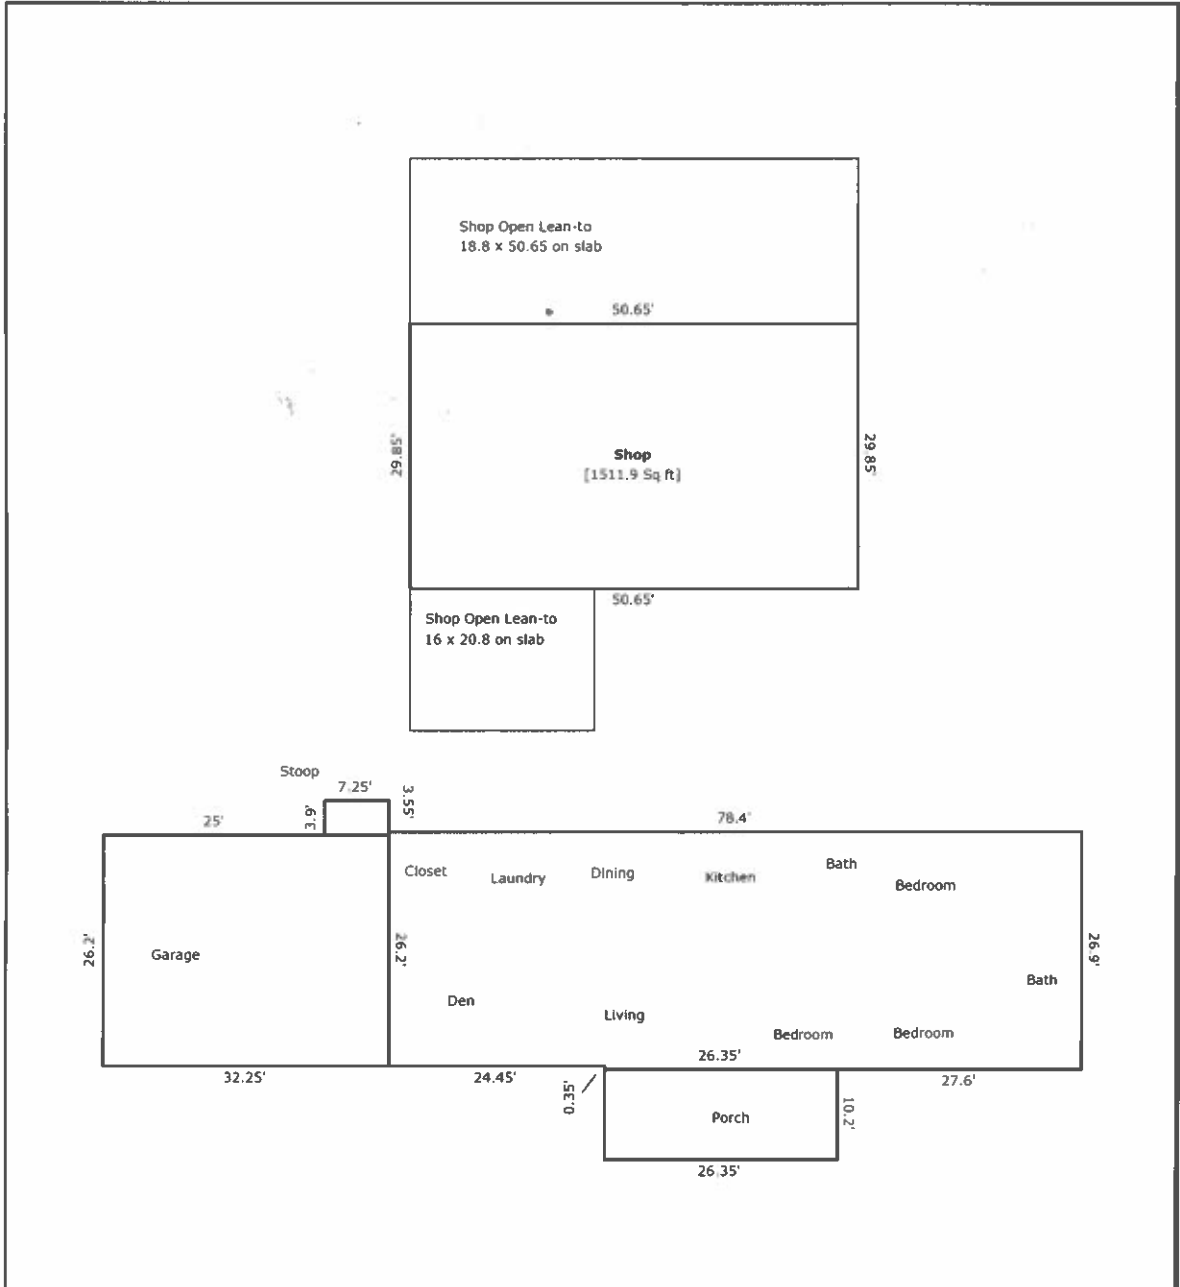 Shop Open Lean-to
18.8 x 50.65 on slab
50.65'
29.85'
Shop
[1511.9 Sq ft]
29.85'
50.65'
Shop Open Lean-to
16 x 20.8 on slab
Stoop
7.25'
3.9'
3.55'
25'
78.4'
Closet
Laundry
Dining
Kitchen
Bath
Bedroom
26.2'
Garage
26.2'
26.9'
Den
Living
Bath
Bedroom
Bedroom
26.35'
32.25'
24.45'
0.35'
27.6'
Porch
10.2'
26.35'